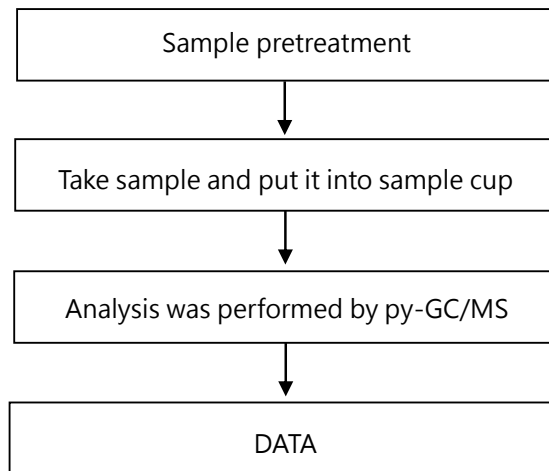 Sample pretreatment
Take sample and put it into sample cup
Analysis was performed by py-GC/MS
DATA